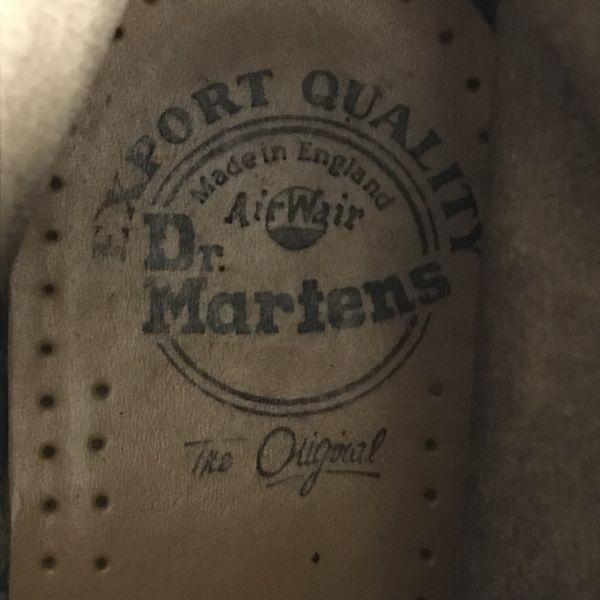 EXPORT QUALITY
Made in England
AirWair
Dr.
Martens
The Original